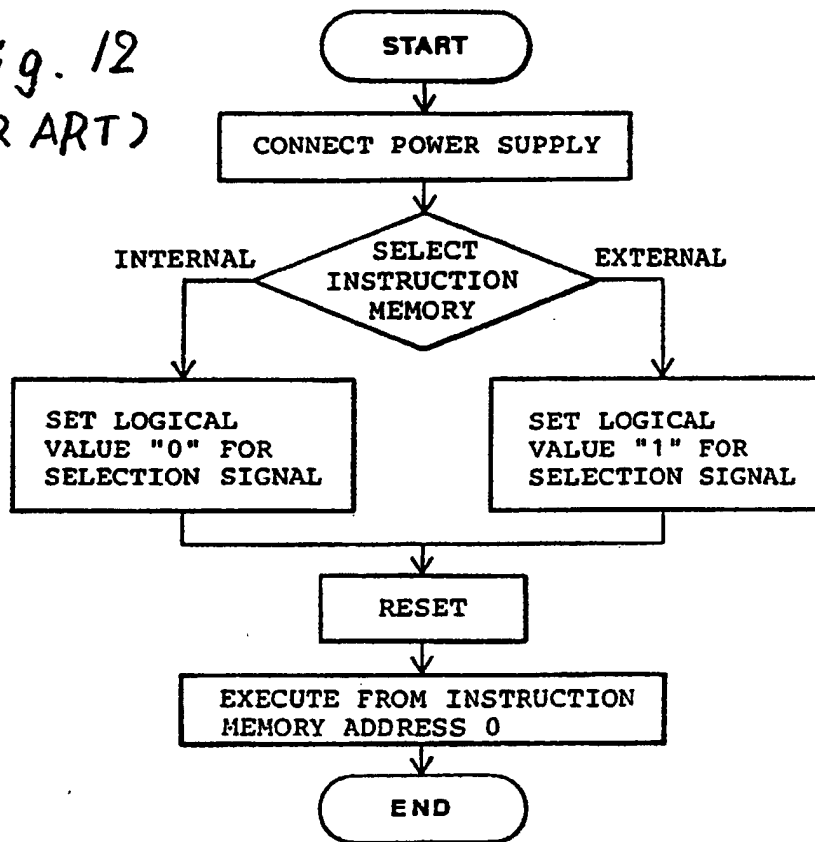 ig. 12
R ART)
START
CONNECT POWER SUPPLY
INTERNAL
SELECT
INSTRUCTION
MEMORY
EXTERNAL
SET LOGICAL
VALUE "0" FOR
SELECTION SIGNAL
SET LOGICAL
VALUE "1" FOR
SELECTION SIGNAL
RESET
EXECUTE FROM INSTRUCTION
MEMORY ADDRESS 0
END